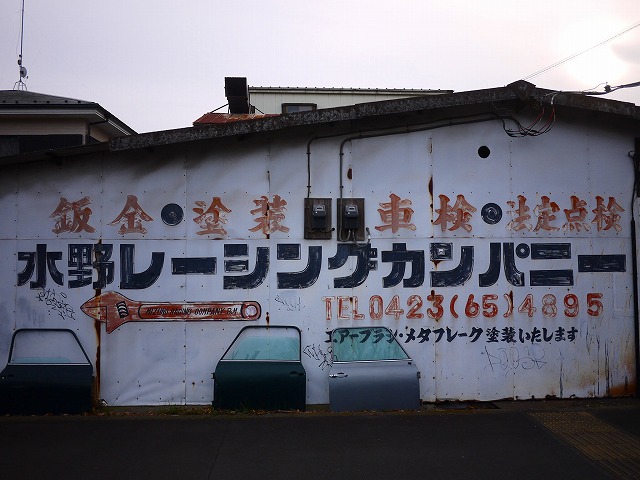 鈑金・塗装 車検・法定点検
水野レーシングカンパニー
TEL 0423(65)4895
エアーブラシ・メタフレーク塗装いたします